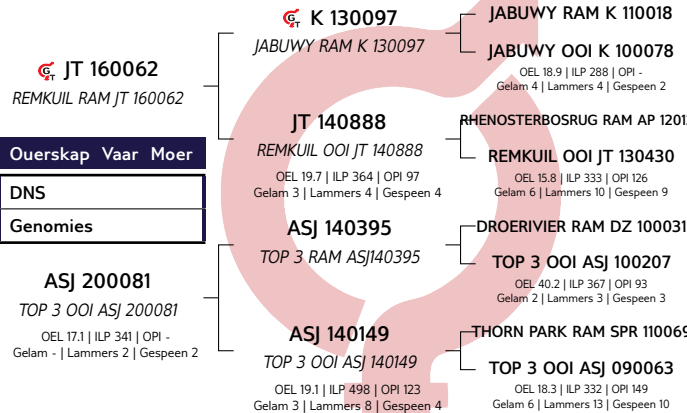 JT 160062
REMKUIL RAM JT 160062
Ouerskap Vaar Moer
DNS
Genomies
ASJ 200081
TOP 3 OOI ASJ 200081
OEL 17.1 | ILP 341 | OPI -
Gelam - | Lammers 2 | Gespeen 2
K 130097
JABUWY RAM K 130097
JT 140888
REMKUIL OOI JT 140888
OEL 19.7 | ILP 364 | OPI 97
Gelam 3 | Lammers 4 | Gespeen 4
ASJ 140395
TOP 3 RAM ASJ140395
ASJ 140149
TOP 3 OOI ASJ 140149
OEL 19.1 | ILP 498 | OPI 123
Gelam 3 | Lammers 8 | Gespeen 4
JABUWY RAM K 110018
JABUWY OOI K 100078
OEL 18.9 | ILP 288 | OPI -
Gelam 4 | Lammers 4 | Gespeen 2
RHENOSTERBOSRUG RAM AP
REMKUIL OOI JT 130430
OEL 15.8 | ILP 333 | OPI 126
Gelam 6 | Lammers 10 | Gespeen 9
DROERIVIER RAM DZ 100031
TOP 3 OOI ASJ 100207
OEL 40.2 | ILP 367 | OPI 93
Gelam 2 | Lammers 3 | Gespeen 3
THORN PARK RAM SPR 110069
TOP 3 OOI ASJ 090063
OEL 18.3 | ILP 332 | OPI 149
Gelam 6 | Lammers 13 | Gespeen 10